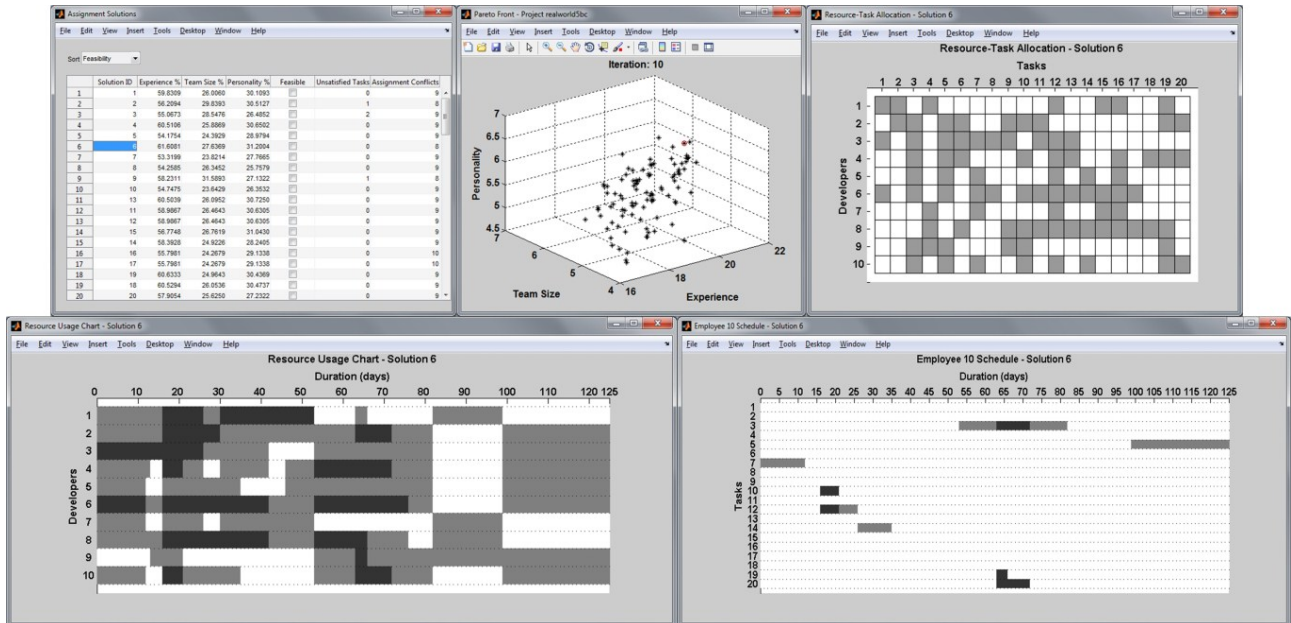 Assignment Solutions
File Edit View Insert Tools Desktop Window Help
Sort Feasibility
Solution ID Experience % Team Size % Personality % Feasible Unsatisfied Tasks Assignment Conflicts
1 1 59.8309 26.0060 30.1093 0 9
2 2 56.2094 29.8393 30.5127 1 8
3 3 55.0673 28.5476 26.4852 2 9
4 4 60.5106 25.8869 30.6502 0 9
5 5 54.1754 24.3929 28.9794 0 9
6 6 61.6081 27.6369 31.2004 0 8
7 7 53.3199 23.8214 27.7665 0 9
8 8 54.2585 26.3452 25.7579 0 9
9 9 58.2311 31.5893 27.1322 1 8
10 10 54.7475 23.6429 26.3532 0 9
11 13 60.5039 26.0952 30.7250 0 9
12 11 58.9867 26.4643 30.6305 0 9
13 12 58.9867 26.4643 30.6305 0 9
14 15 56.7748 26.7619 31.0430 0 9
15 14 58.3928 24.9226 28.2405 0 9
16 16 55.7981 24.2679 29.1338 0 10
17 17 55.7981 24.2679 29.1338 0 10
18 19 60.6333 24.9643 30.4369 0 9
19 18 60.5294 26.0536 30.4737 0 9
20 20 57.9054 25.6250 27.2322 0 9
Pareto Front - Project realworld5bc
File Edit View Insert Tools Desktop Window Help
Iteration: 10
7
6.5
6
5.5
5
4.5
Personality
7
6
5
4
Team Size
16
18
20
22
Experience
Resource-Task Allocation - Solution 6
File Edit View Insert Tools Desktop Window Help
Resource-Task Allocation - Solution 6
Tasks
1 2 3 4 5 6 7 8 9 10 11 12 13 14 15 16 17 18 19 20
Developers
1
2
3
4
5
6
7
8
9
10
Resource Usage Chart - Solution 6
File Edit View Insert Tools Desktop Window Help
Resource Usage Chart - Solution 6
Duration (days)
0 10 20 30 40 50 60 70 80 90 100 110 120 125
Developers
1
2
3
4
5
6
7
8
9
10
Employee 10 Schedule - Solution 6
File Edit View Insert Tools Desktop Window Help
Employee 10 Schedule - Solution 6
Duration (days)
0 5 10 15 20 25 30 35 40 45 50 55 60 65 70 75 80 85 90 95 100 105 110 115 120 125
Tasks
1
2
3
4
5
6
7
8
9
10
11
12
13
14
15
16
17
18
19
20